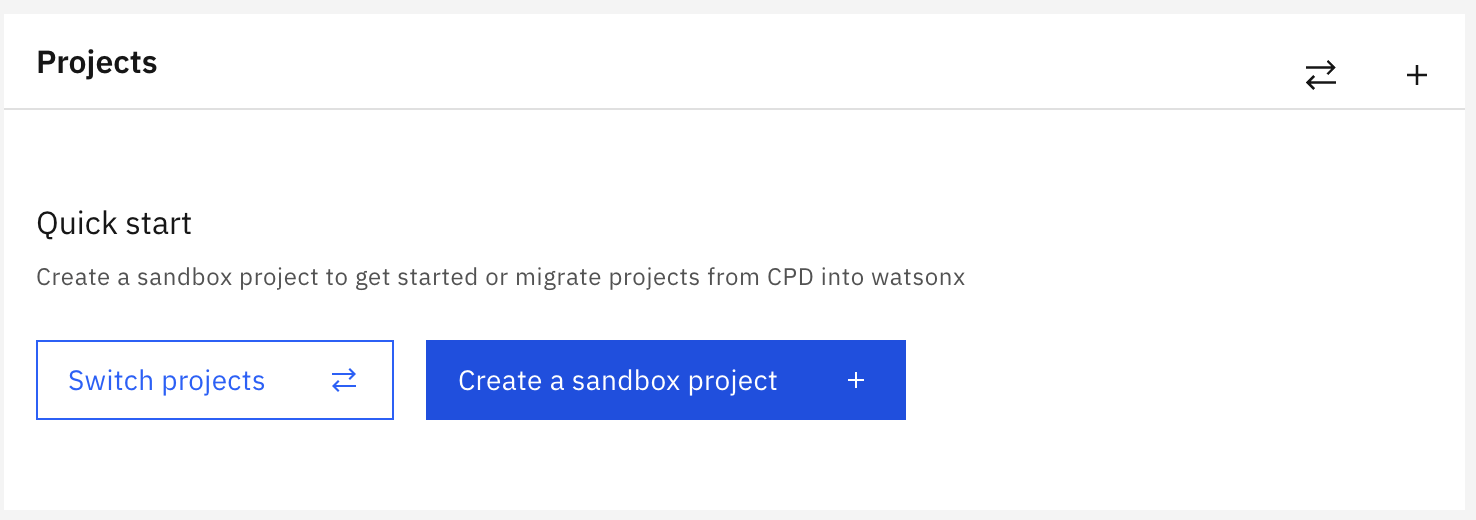 Projects
Quick start
Create a sandbox project to get started or migrate projects from CPD into watsonx
Switch projects
Create a sandbox project